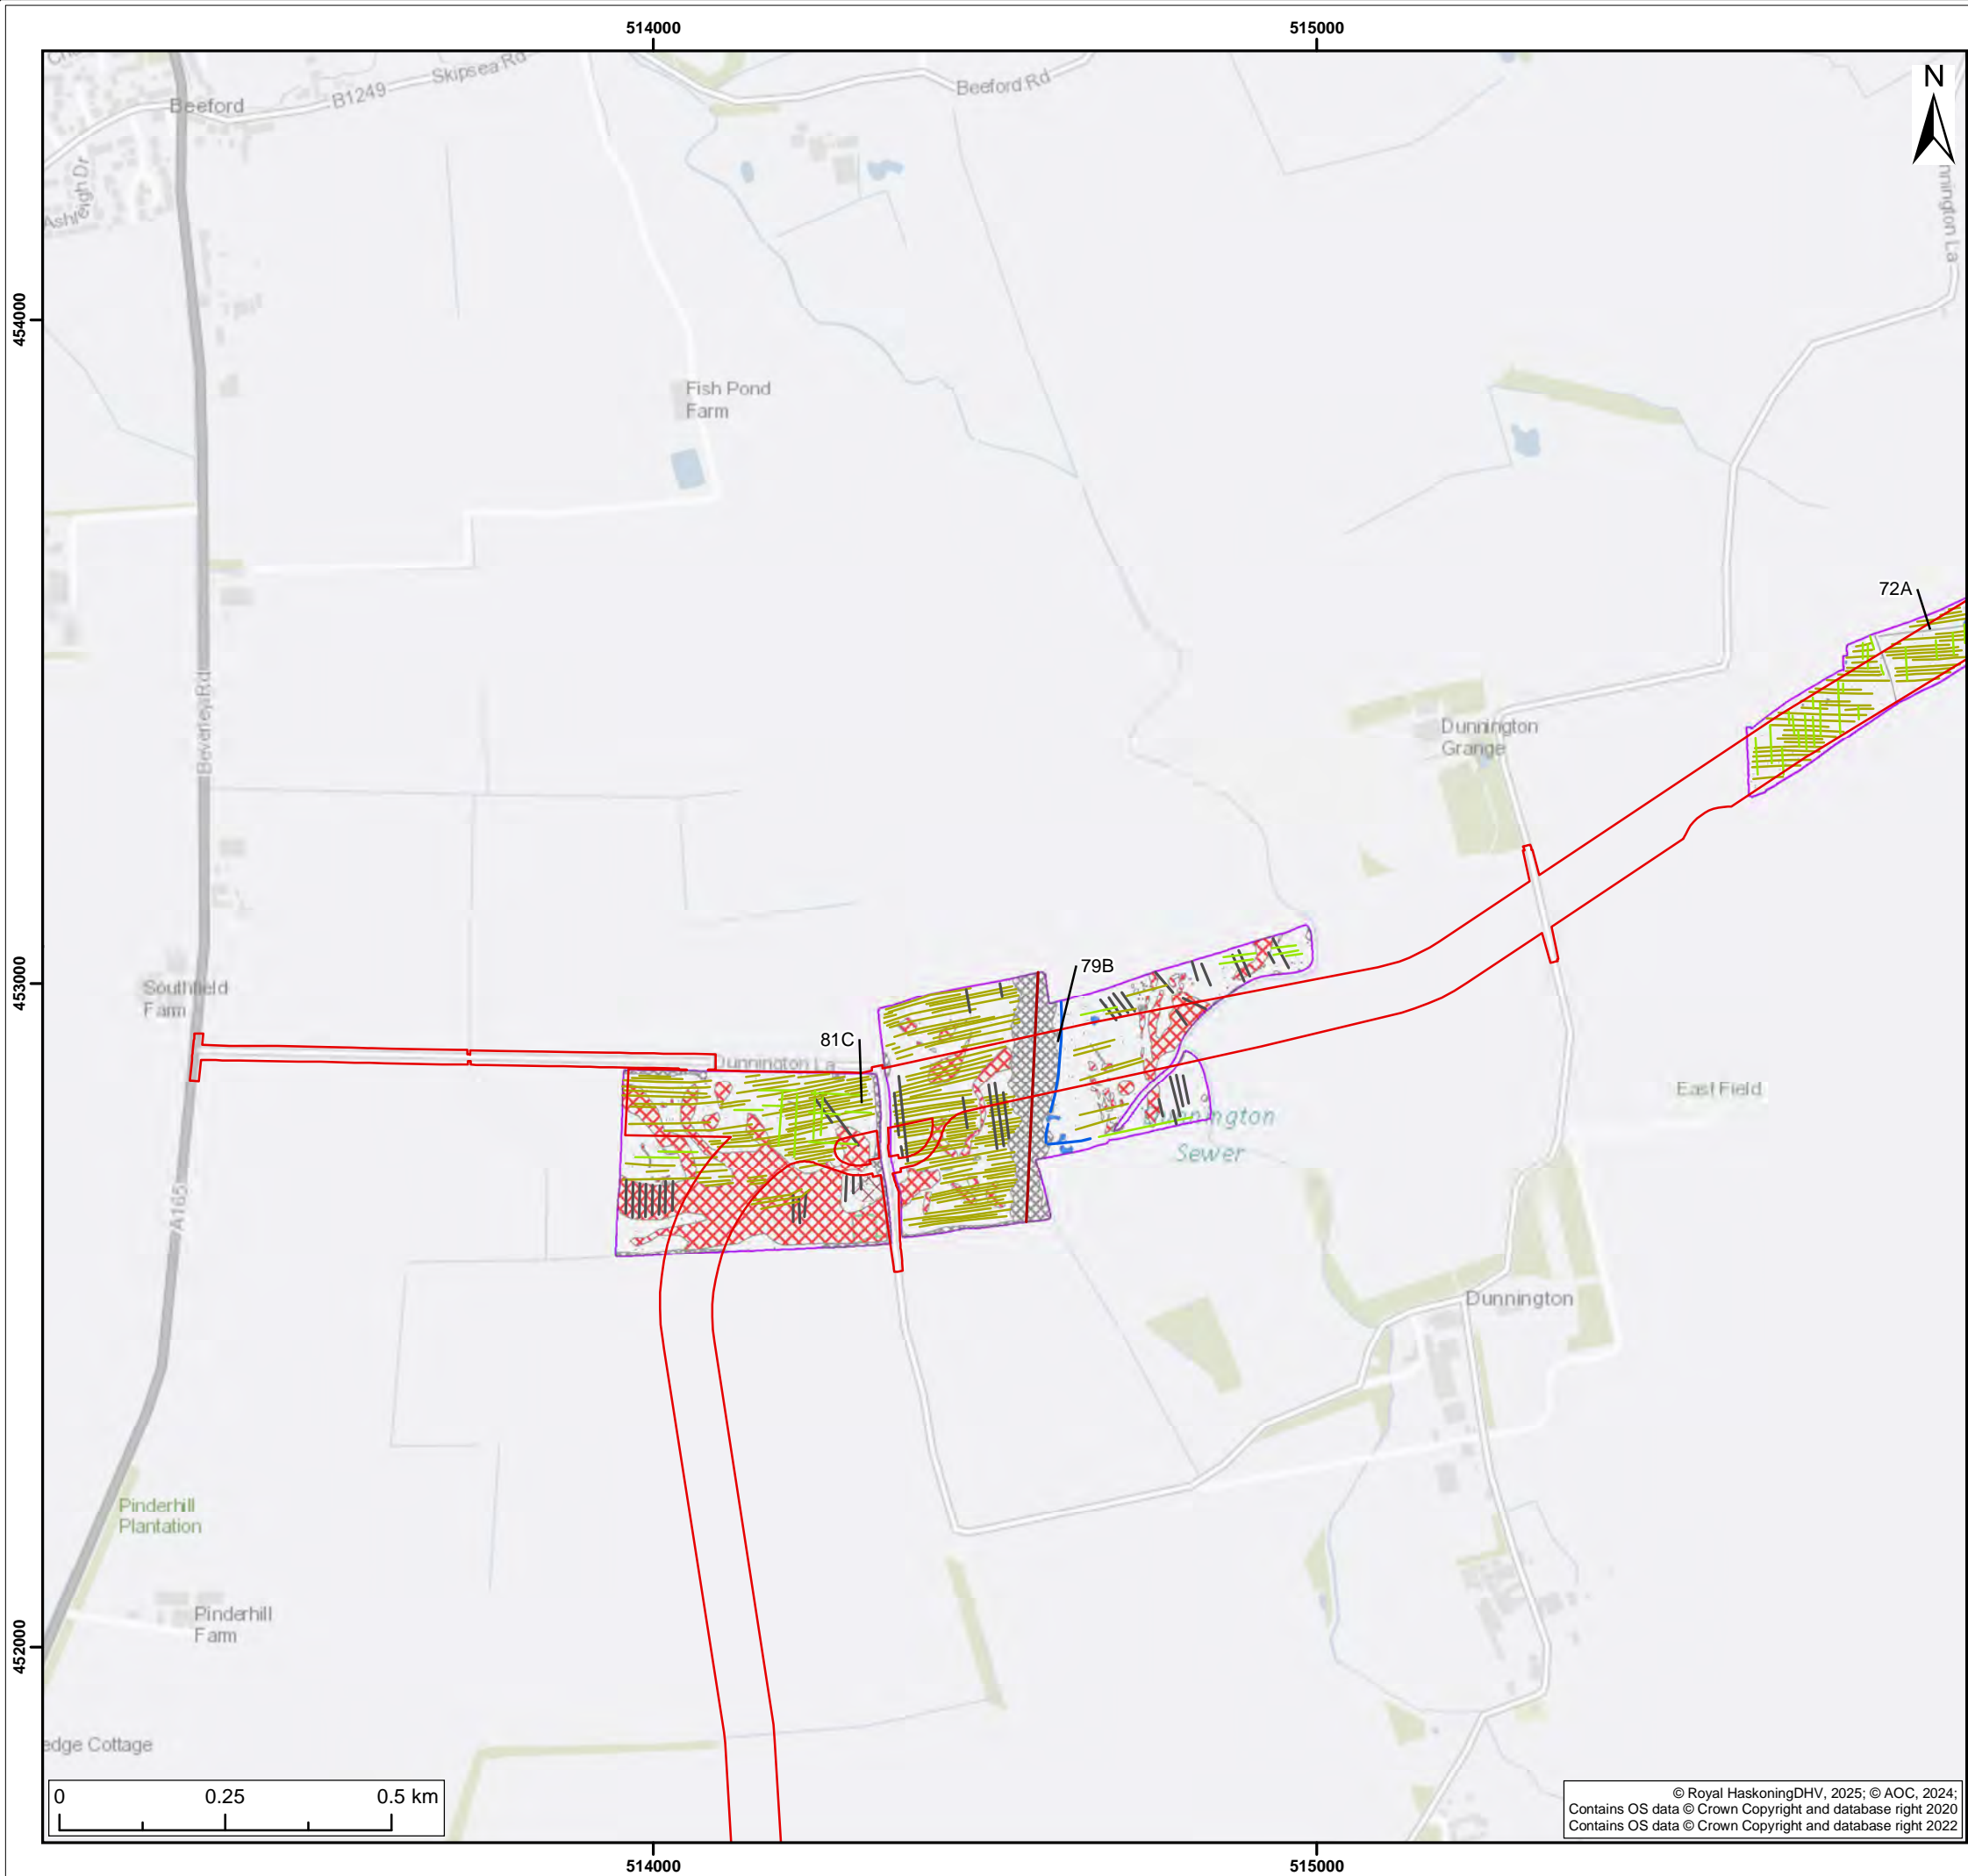 514000
515000
N
Skipsea Rd
B1249
Beeford
Beeford Rd
Ashleigh Dr
nnington La
454000
Fish Pond
Farm
72A
Beverley Rd
Dunnington
Grange
79B
453000
Southfield
Farm
81C
Dunnington La
East Field
Dunnington
Sewer
A165
Dunnington
Pinderhill
Plantation
452000
Pinderhill
Farm
edge Cottage
0 0.25 0.5 km
© Royal HaskoningDHV, 2025; © AOC, 2024;
Contains OS data © Crown Copyright and database right 2020
Contains OS data © Crown Copyright and database right 2022
514000
515000